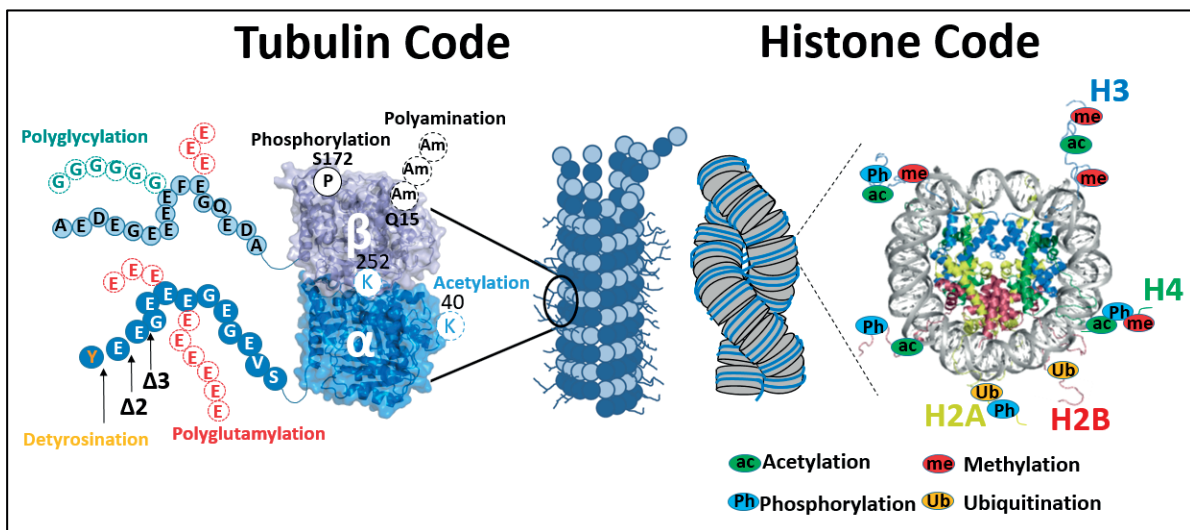 Tubulin Code
Histone Code
Polyglycylation
G G G G G G
E E E
A E D E G E E E E E F E G Q E D A
Phosphorylation
S172
P
Polyamination
Am
Am
Am
Q15
β
252
K
Acetylation
40
K
α
E E E
Y E E G E E E G E G E V S
E E E E E E E
Δ3
Δ2
Detyrosination
Polyglutamylation
H3
me
ac
me
Ph me
ac
H4
Ph
ac me
Ph
ac
Ub
Ub
Ph
H2A
H2B
ac Acetylation
me Methylation
Ph Phosphorylation
Ub Ubiquitination